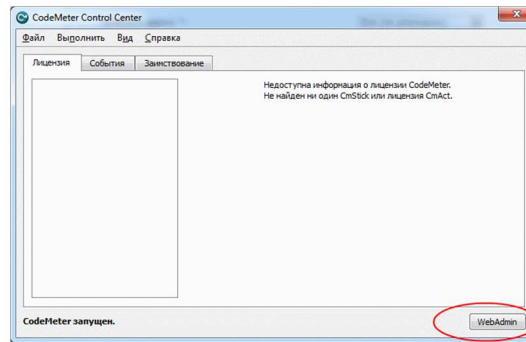 CodeMeter Control Center
Файл Выполнить Вид Справка
Лицензия События Заимствование
Недоступна информация о лицензии CodeMeter.
Не найден ни один CmStick или лицензия CmAct.
CodeMeter запущен.
WebAdmin